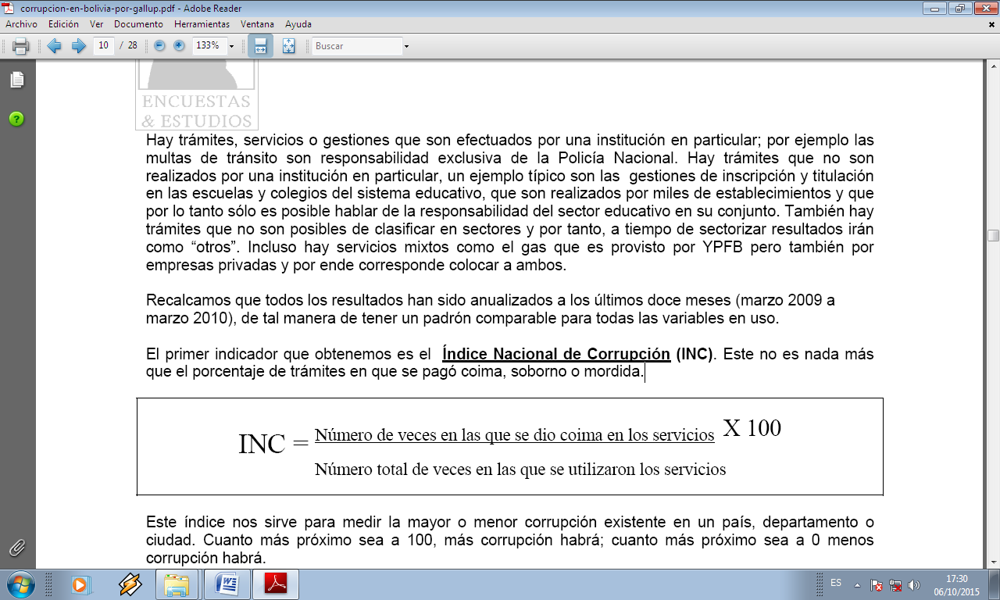 corrupcion-en-bolivia-por-gallup.pdf - Adobe Reader
Archivo Edición Ver Documento Herramientas Ventana Ayuda
10 / 28 133% Buscar
ENCUESTAS
& ESTUDIOS
Hay trámites, servicios o gestiones que son efectuados por una institución en particular; por ejemplo las
multas de tránsito son responsabilidad exclusiva de la Policía Nacional. Hay trámites que no son
realizados por una institución en particular, un ejemplo típico son las gestiones de inscripción y titulación
en las escuelas y colegios del sistema educativo, que son realizados por miles de establecimientos y que
por lo tanto sólo es posible hablar de la responsabilidad del sector educativo en su conjunto. También hay
trámites que no son posibles de clasificar en sectores y por tanto, a tiempo de sectorizar resultados irán
como “otros”. Incluso hay servicios mixtos como el gas que es provisto por YPFB pero también por
empresas privadas y por ende corresponde colocar a ambos.
Recalcamos que todos los resultados han sido anualizados a los últimos doce meses (marzo 2009 a
marzo 2010), de tal manera de tener un padrón comparable para todas las variables en uso.
El primer indicador que obtenemos es el Índice Nacional de Corrupción (INC). Este no es nada más
que el porcentaje de trámites en que se pagó coima, soborno o mordida.
INC = Número de veces en las que se dio coima en los servicios X 100
Número total de veces en las que se utilizaron los servicios
Este índice nos sirve para medir la mayor o menor corrupción existente en un país, departamento o
ciudad. Cuanto más próximo sea a 100, más corrupción habrá; cuanto más próximo sea a 0 menos
corrupción habrá.
ES 17:30
06/10/2015